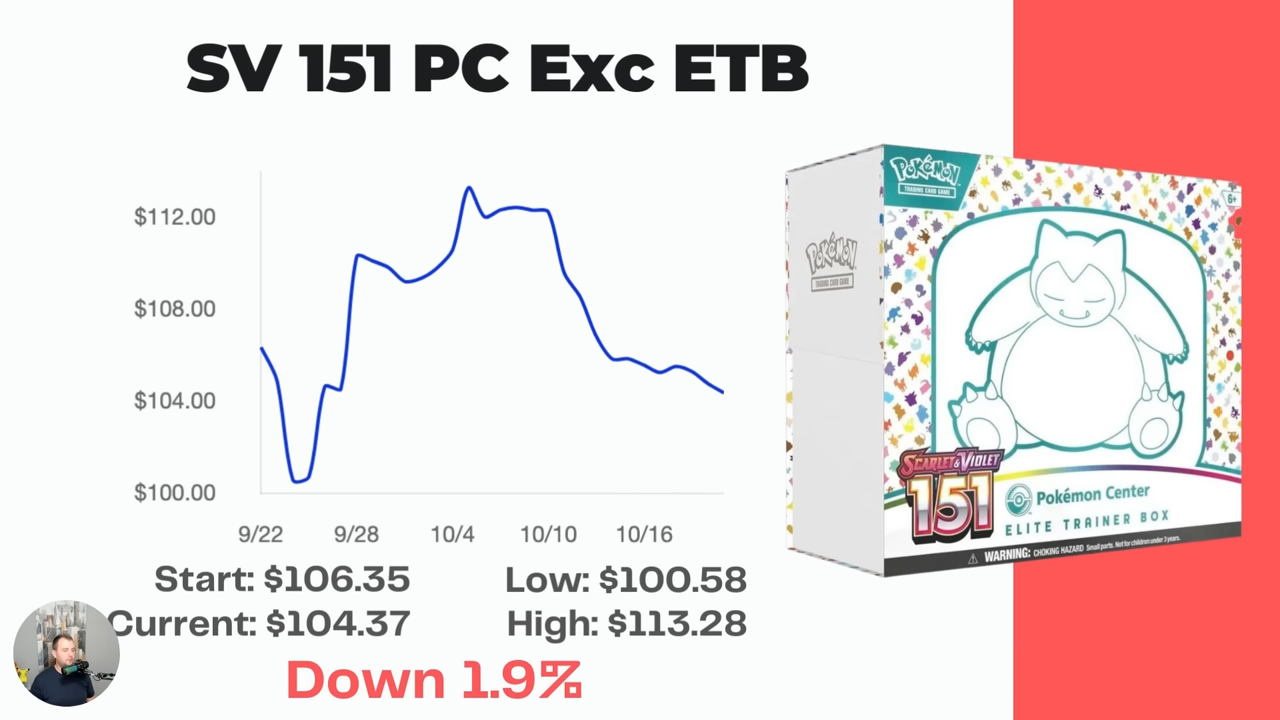 SV 151 PC Exc ETB
$112.00
$108.00
$104.00
$100.00
9/22 9/28 10/4 10/10 10/16
Start: $106.35 Low: $100.58
Current: $104.37 High: $113.28
Down 1.9%
Pokémon
TRADING CARD GAME
6+
Pokémon
TRADING CARD GAME
SCARLET & VIOLET
151
Pokémon Center
ELITE TRAINER BOX
WARNING: CHOKING HAZARD Small parts. Not for children under 3 years.